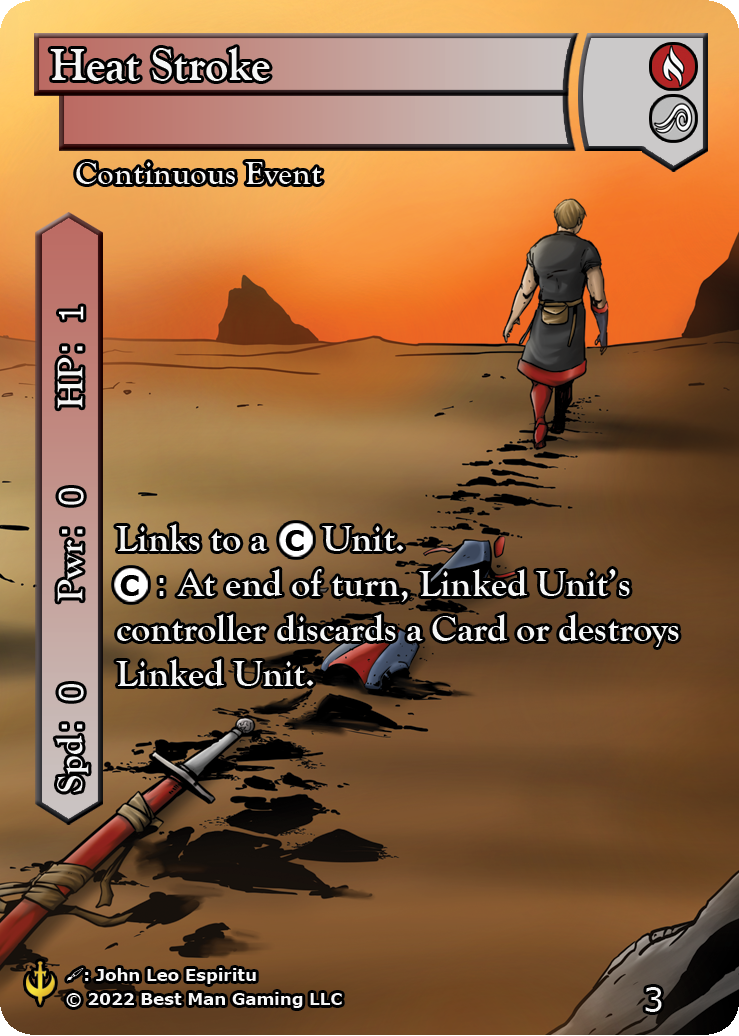 Heat Stroke
Continuous Event
HP: 1
Pwr: 0
Spd: 0
Links to a C Unit.
C: At end of turn, Linked Unit's
controller discards a Card or destroys
Linked Unit.
: John Leo Espiritu
© 2022 Best Man Gaming LLC
3